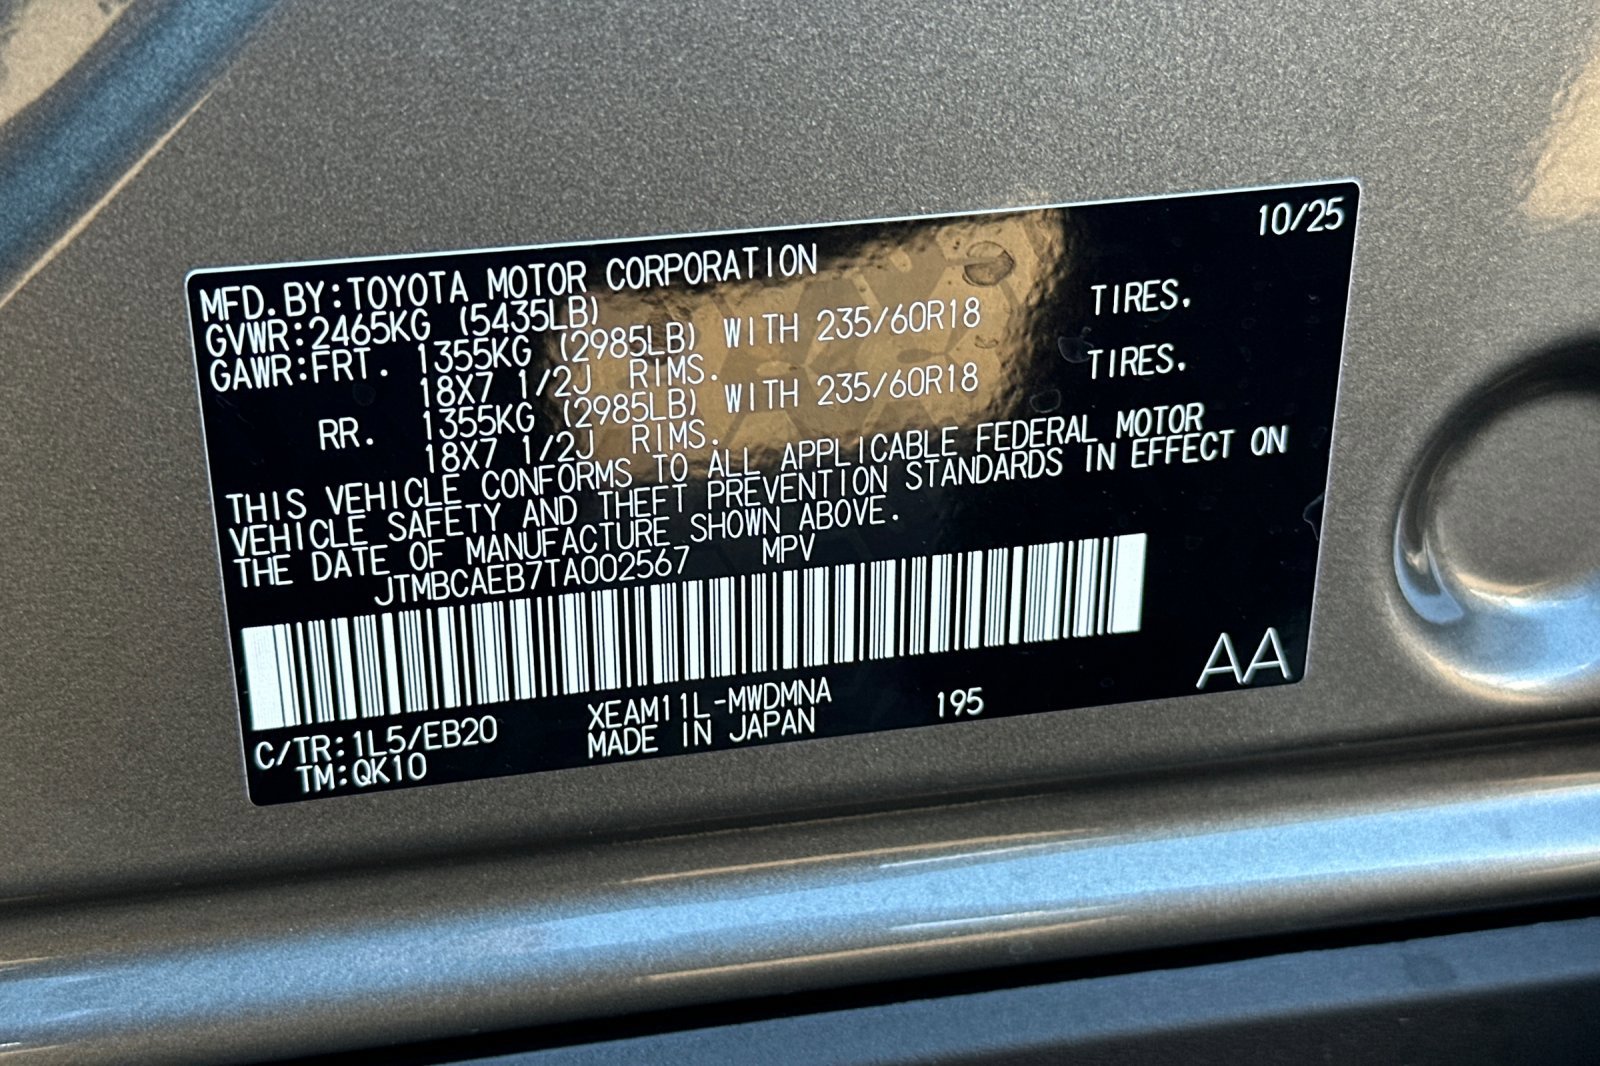 10/25
MFD.BY:TOYOTA MOTOR CORPORATION
GVWR:2465KG (5435LB)
GAWR:FRT. 1355KG (2985LB) WITH 235/60R18 TIRES.
18X7 1/2J RIMS.
RR. 1355KG (2985LB) WITH 235/60R18 TIRES.
18X7 1/2J RIMS.
THIS VEHICLE CONFORMS TO ALL APPLICABLE FEDERAL MOTOR
VEHICLE SAFETY AND THEFT PREVENTION STANDARDS IN EFFECT ON
THE DATE OF MANUFACTURE SHOWN ABOVE.
JTMBCAEB7TA002567 MPV
AA
C/TR:1L5/EB20 XEAM11L-MWDMNA 195
TM:QK10 MADE IN JAPAN